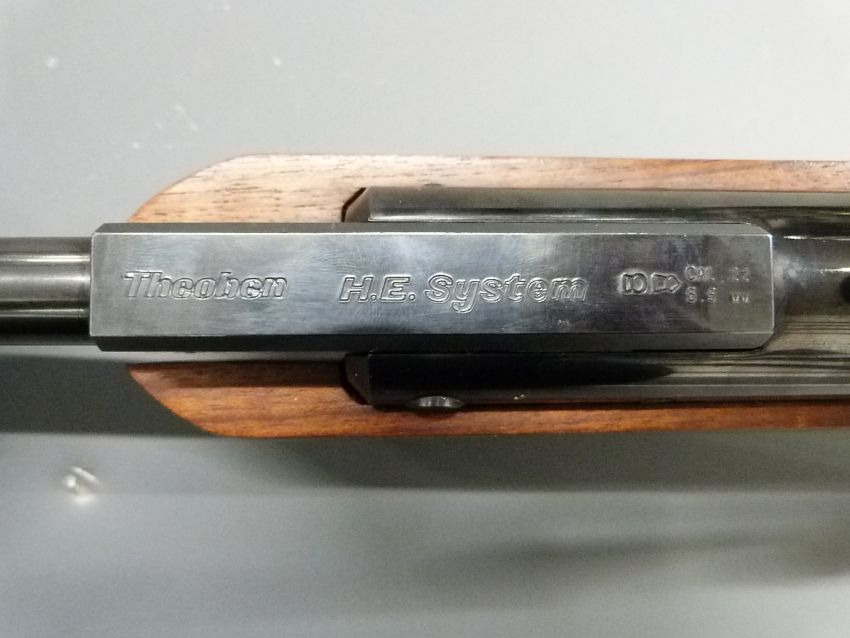 Theoben H.E. System CAL .22
5.5 MM